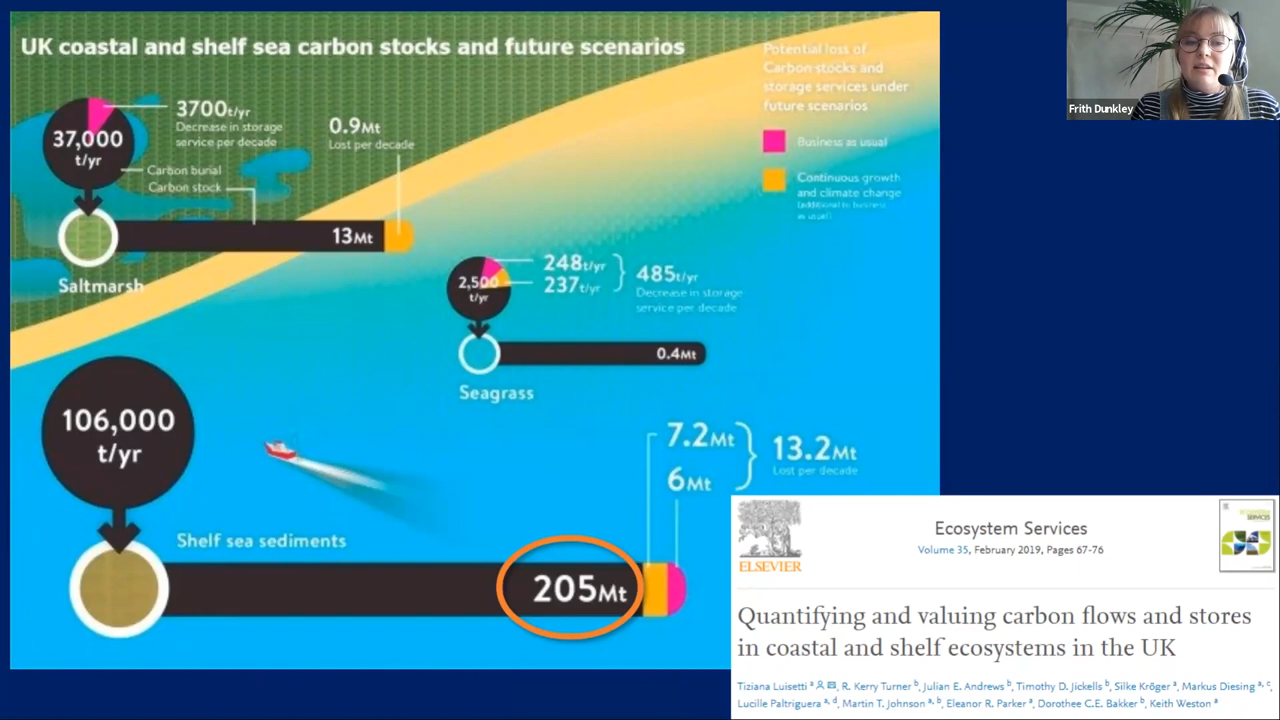 UK coastal and shelf sea carbon stocks and future scenarios
Potential loss of
Carbon stocks and
storage services under
future scenarios
Business as usual
Continuous growth
and climate change
(additional to business
as usual)
37,000
t/yr
3700t/yr
Decrease in storage
service per decade
0.9Mt
Lost per decade
Carbon burial
Carbon stock
13Mt
Saltmarsh
2,500
t/yr
248t/yr
237t/yr
485t/yr
Decrease in storage
service per decade
0.4Mt
Seagrass
106,000
t/yr
7.2Mt
6Mt
13.2Mt
Lost per decade
Shelf sea sediments
205Mt
Frith Dunkley
ELSEVIER
Ecosystem Services
Volume 35, February 2019, Pages 67-76
Quantifying and valuing carbon flows and stores
in coastal and shelf ecosystems in the UK
Tiziana Luisetti a, R. Kerry Turner b, Julian E. Andrews b, Timothy D. Jickells b, Silke Kröger a, Markus Diesing a, c,
Lucille Paltriguera a, d, Martin T. Johnson a, b, Eleanor R. Parker a, Dorothee C.E. Bakker b, Keith Weston a